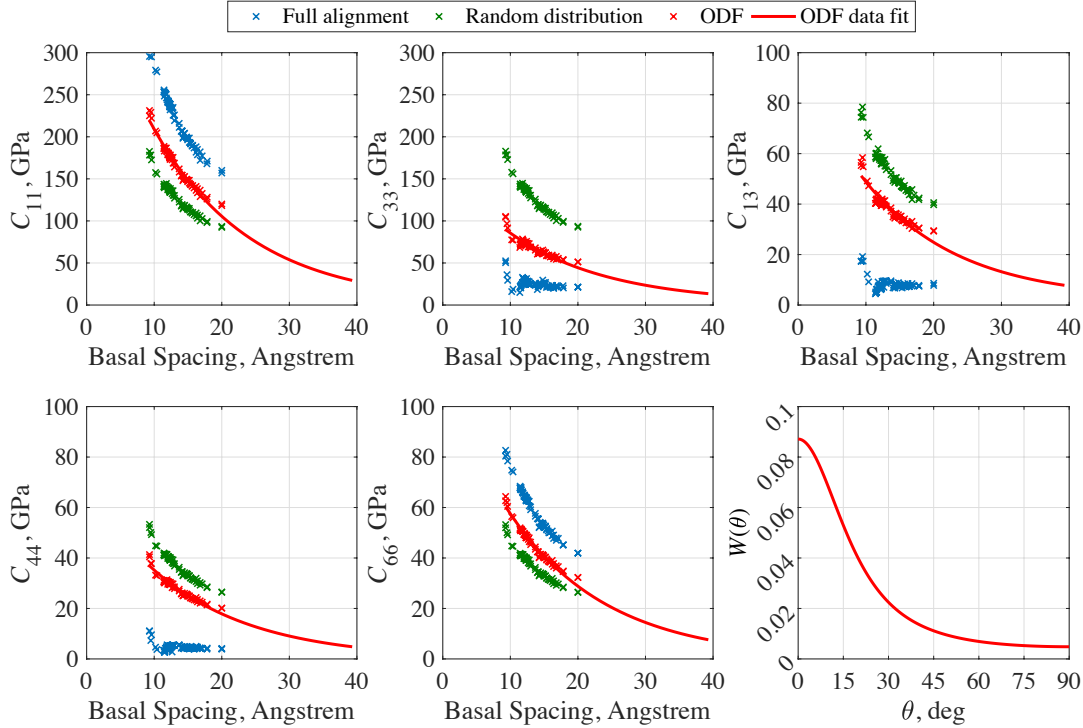 Full alignment Random distribution ODF ODF data fit
C11, GPa
300
250
200
150
100
50
0
0 10 20 30 40
Basal Spacing, Angstrem
C33, GPa
300
250
200
150
100
50
0
0 10 20 30 40
Basal Spacing, Angstrem
C13, GPa
100
80
60
40
20
0
0 10 20 30 40
Basal Spacing, Angstrem
C44, GPa
100
80
60
40
20
0
0 10 20 30 40
Basal Spacing, Angstrem
C66, GPa
100
80
60
40
20
0
0 10 20 30 40
Basal Spacing, Angstrem
W(θ)
0.1
0.08
0.06
0.04
0.02
0
0 15 30 45 60 75 90
θ, deg